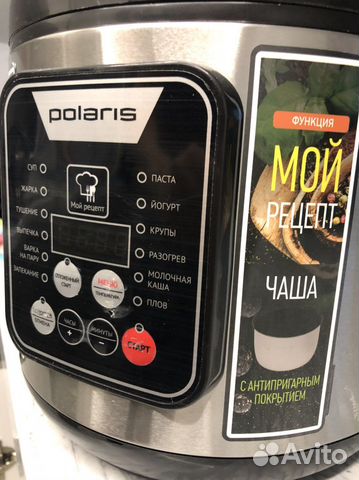 polaris
СУП
ЖАРКА
ТУШЕНИЕ
ВЫПЕЧКА
ВАРКА
НА ПАРУ
ЗАПЕКАНИЕ
Мой рецепт
ПАСТА
ЙОГУРТ
КРУПЫ
РАЗОГРЕВ
МОЛОЧНАЯ
КАША
ПЛОВ
ОТЛОЖЕННЫЙ
СТАРТ
МЕНЮ
ОТМЕНА
ЧАСЫ
+
МИНУТЫ
-
СТАРТ
ФУНКЦИЯ
МОЙ
РЕЦЕПТ
ЧАША
С АНТИПРИГАРНЫМ
ПОКРЫТИЕМ
Avito